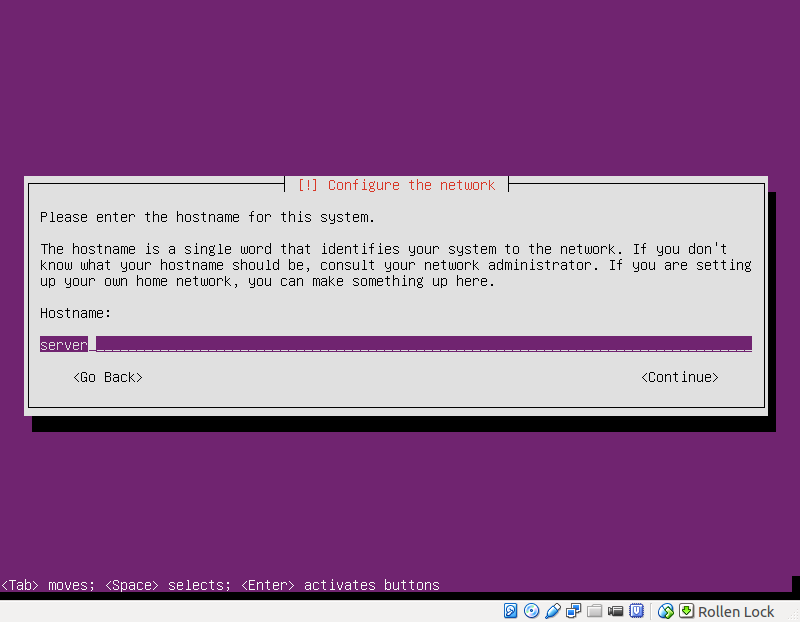 [!] Configure the network
Please enter the hostname for this system.
The hostname is a single word that identifies your system to the network. If you don't
know what your hostname should be, consult your network administrator. If you are setting
up your own home network, you can make something up here.
Hostname:
server
<Go Back> <Continue>
<Tab> moves; <Space> selects; <Enter> activates buttons
Rollen Lock